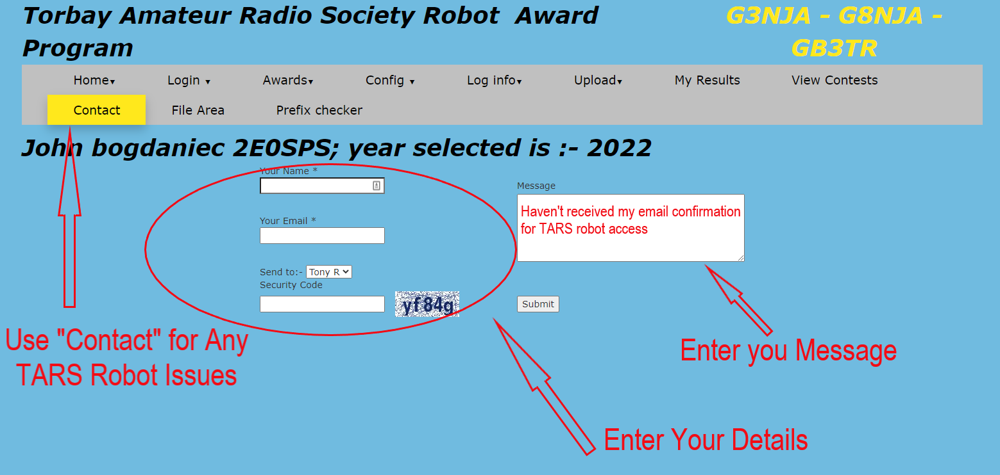 Torbay Amateur Radio Society Robot Award
Program
G3NJA – G8NJA –
GB3TR
Home▾ Login ▾ Awards▾ Config ▾ Log info▾ Upload▾ My Results View Contests
Contact File Area Prefix checker
John bogdaniec 2E0SPS; year selected is :- 2022
Your Name *
Message
Haven't received my email confirmation
for TARS robot access
Your Email *
Send to:- Tony R
Security Code
yf84g
Submit
Use "Contact" for Any
TARS Robot Issues
Enter you Message
Enter Your Details